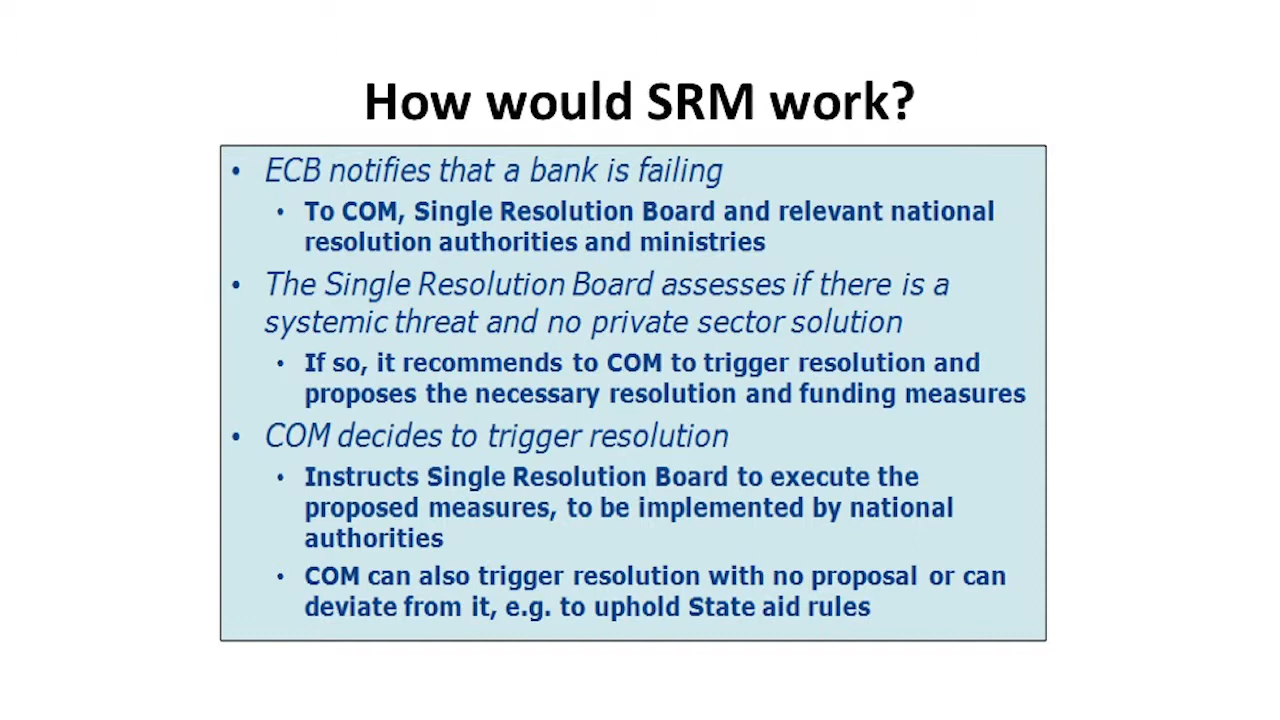 How would SRM work?
• ECB notifies that a bank is failing
• To COM, Single Resolution Board and relevant national
resolution authorities and ministries
• The Single Resolution Board assesses if there is a
systemic threat and no private sector solution
• If so, it recommends to COM to trigger resolution and
proposes the necessary resolution and funding measures
• COM decides to trigger resolution
• Instructs Single Resolution Board to execute the
proposed measures, to be implemented by national
authorities
• COM can also trigger resolution with no proposal or can
deviate from it, e.g. to uphold State aid rules